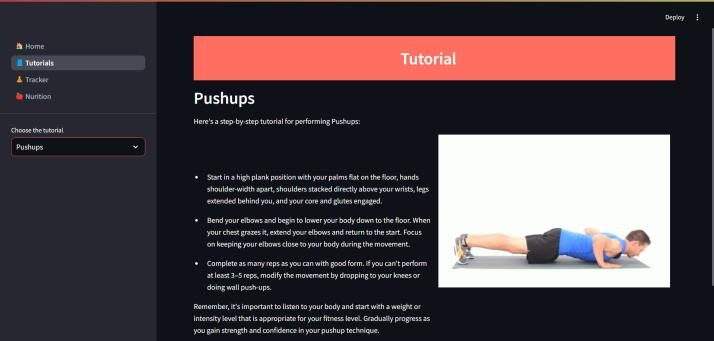 Deploy
Home
Tutorials
Tracker
Nurition
Choose the tutorial
Pushups
Tutorial
Pushups
Here's a step-by-step tutorial for performing Pushups:
Start in a high plank position with your palms flat on the floor, hands
shoulder-width apart, shoulders stacked directly above your wrists, legs
extended behind you, and your core and glutes engaged.
Bend your elbows and begin to lower your body down to the floor. When
your chest grazes it, extend your elbows and return to the start. Focus
on keeping your elbows close to your body during the movement.
Complete as many reps as you can with good form. If you can't perform
at least 3–5 reps, modify the movement by dropping to your knees or
doing wall push-ups.
Remember, it's important to listen to your body and start with a weight or
intensity level that is appropriate for your fitness level. Gradually progress as
you gain strength and confidence in your pushup technique.